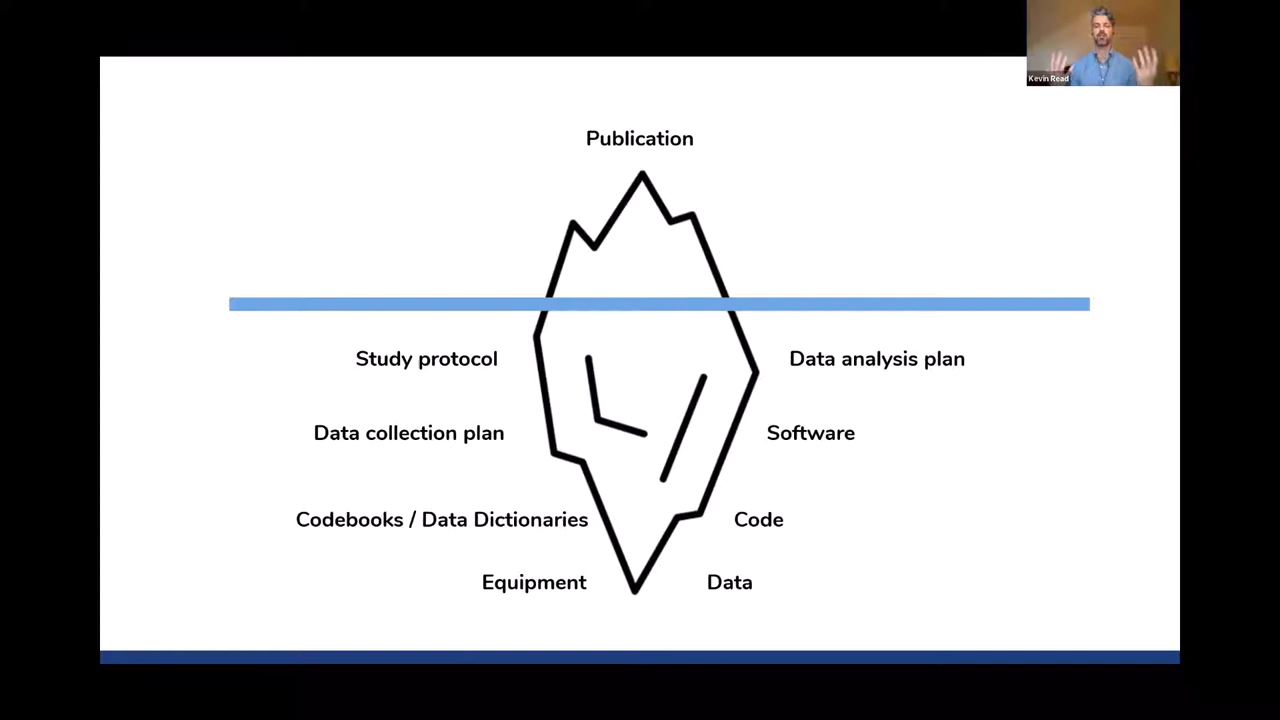 Kevin Read
Publication
Study protocol
Data analysis plan
Data collection plan
Software
Codebooks / Data Dictionaries
Code
Equipment
Data